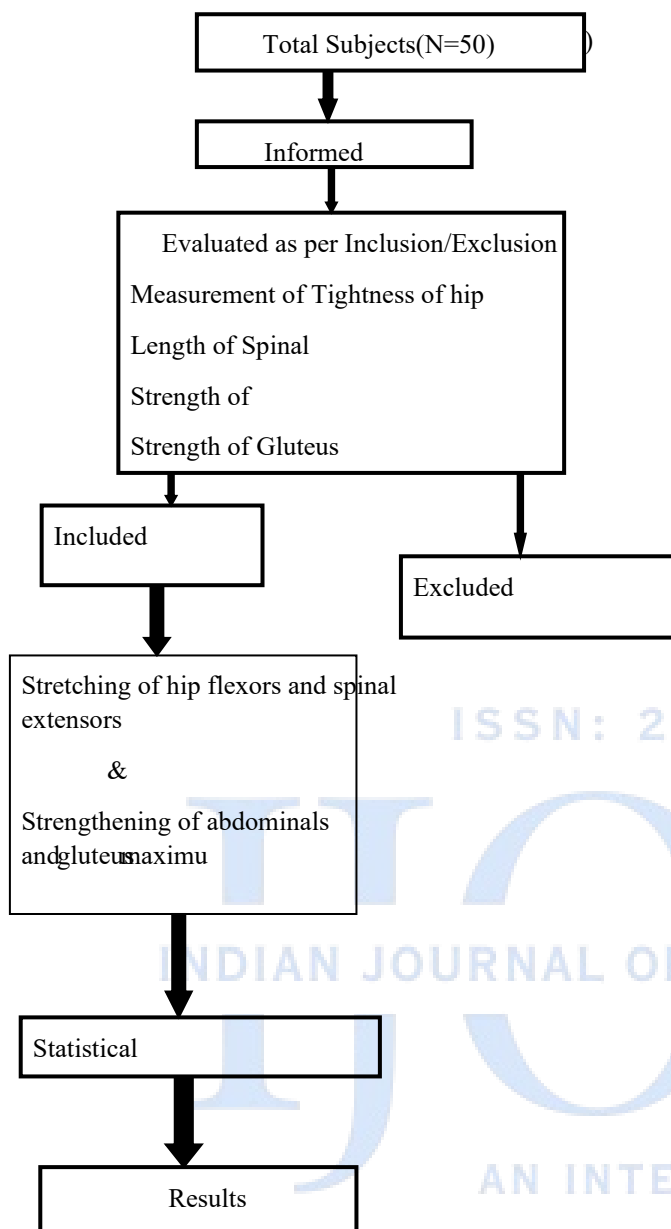 Total Subjects(N=50) )
Informed
Evaluated as per Inclusion/Exclusion
Measurement of Tightness of hip
Length of Spinal
Strength of
Strength of Gluteus
Included
Excluded
Stretching of hip flexors and spinal
extensors
&
Strengthening of abdominals
andgluteusmaximu
Statistical
Results
ISSN: 2
INDIAN JOURNAL O
AN INTE